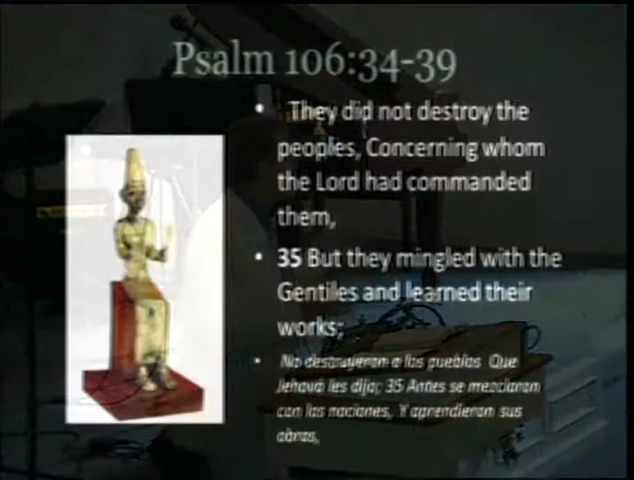 Psalm 106:34-39
• They did not destroy the
peoples, Concerning whom
the Lord had commanded
them,
• 35 But they mingled with the
Gentiles and learned their
works;
• No destruyeron a los pueblos Que
Jehová les dijo; 35 Antes se mezclaron
con las naciones, Y aprendieron sus
obras,